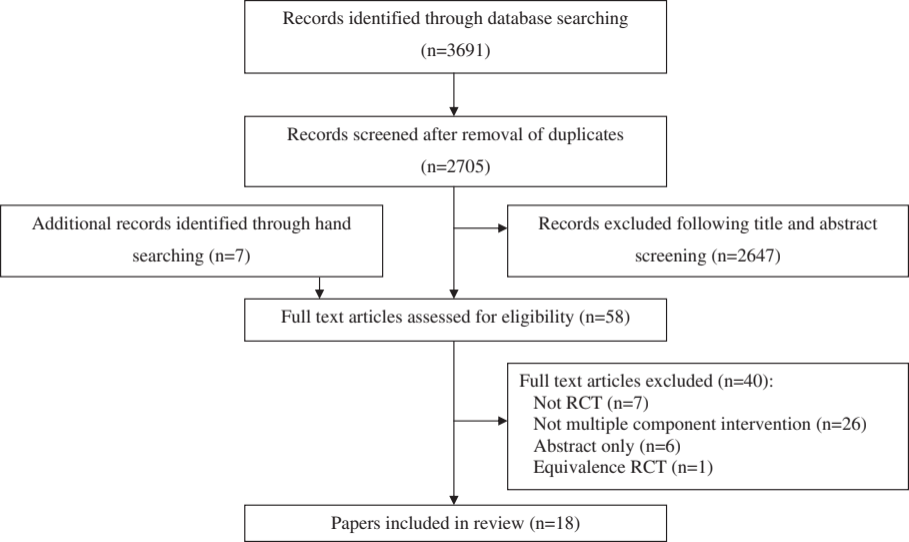 Records identified through database searching
(n=3691)
Records screened after removal of duplicates
(n=2705)
Additional records identified through hand
searching (n=7)
Records excluded following title and abstract
screening (n=2647)
Full text articles assessed for eligibility (n=58)
Full text articles excluded (n=40):
Not RCT (n=7)
Not multiple component intervention (n=26)
Abstract only (n=6)
Equivalence RCT (n=1)
Papers included in review (n=18)